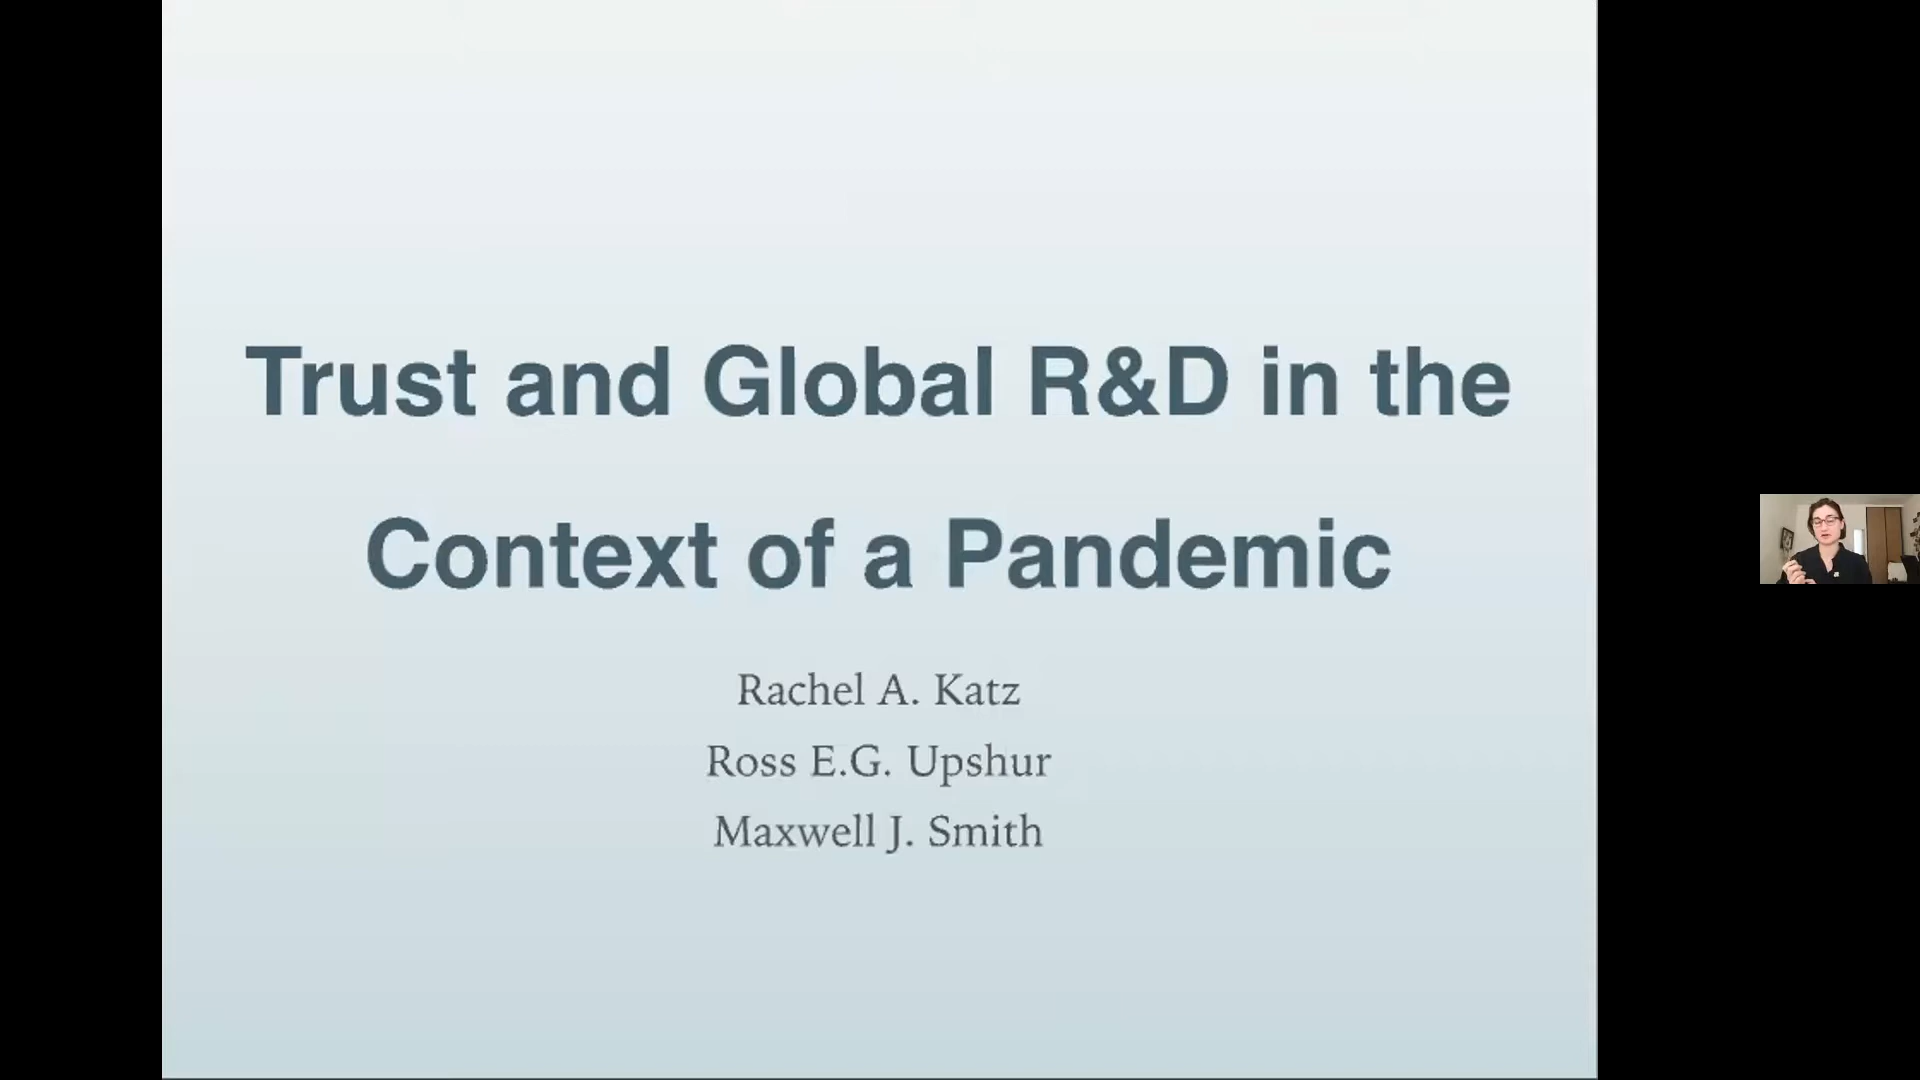 Trust and Global R&D in the
Context of a Pandemic
Rachel A. Katz
Ross E.G. Upshur
Maxwell J. Smith